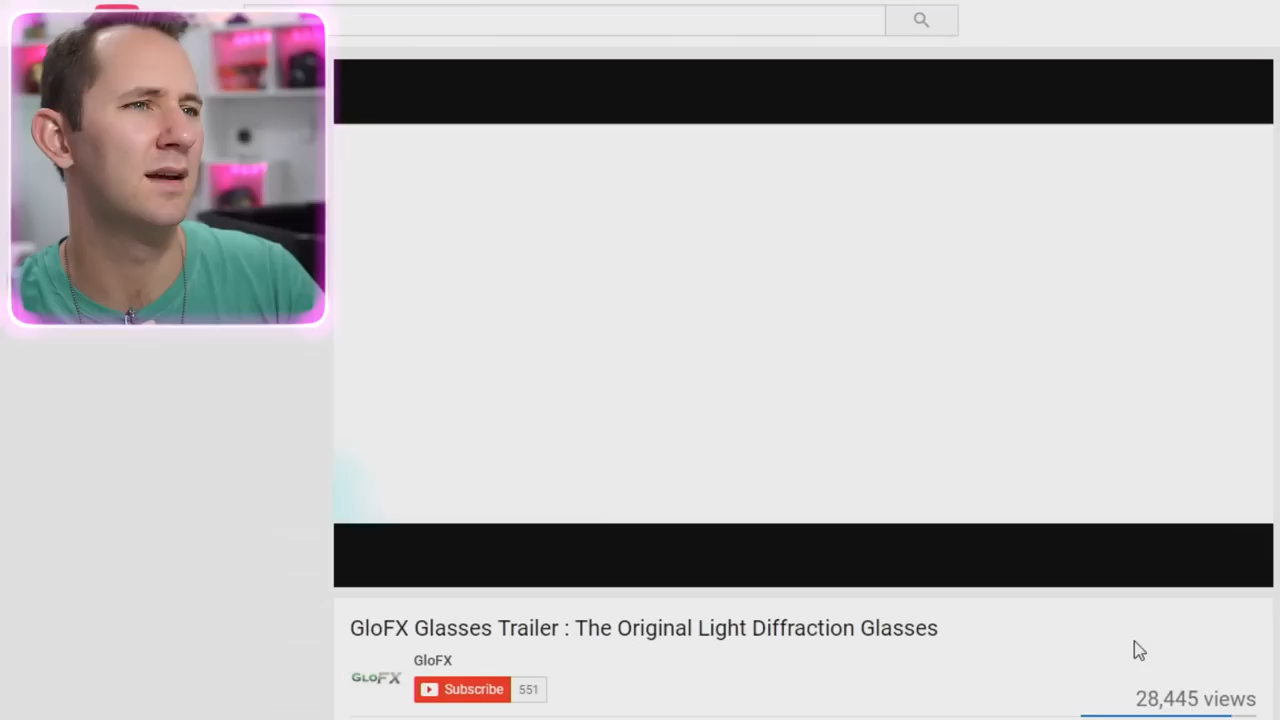 GloFX Glasses Trailer : The Original Light Diffraction Glasses
GloFX
GLOFX
Subscribe 551
28,445 views